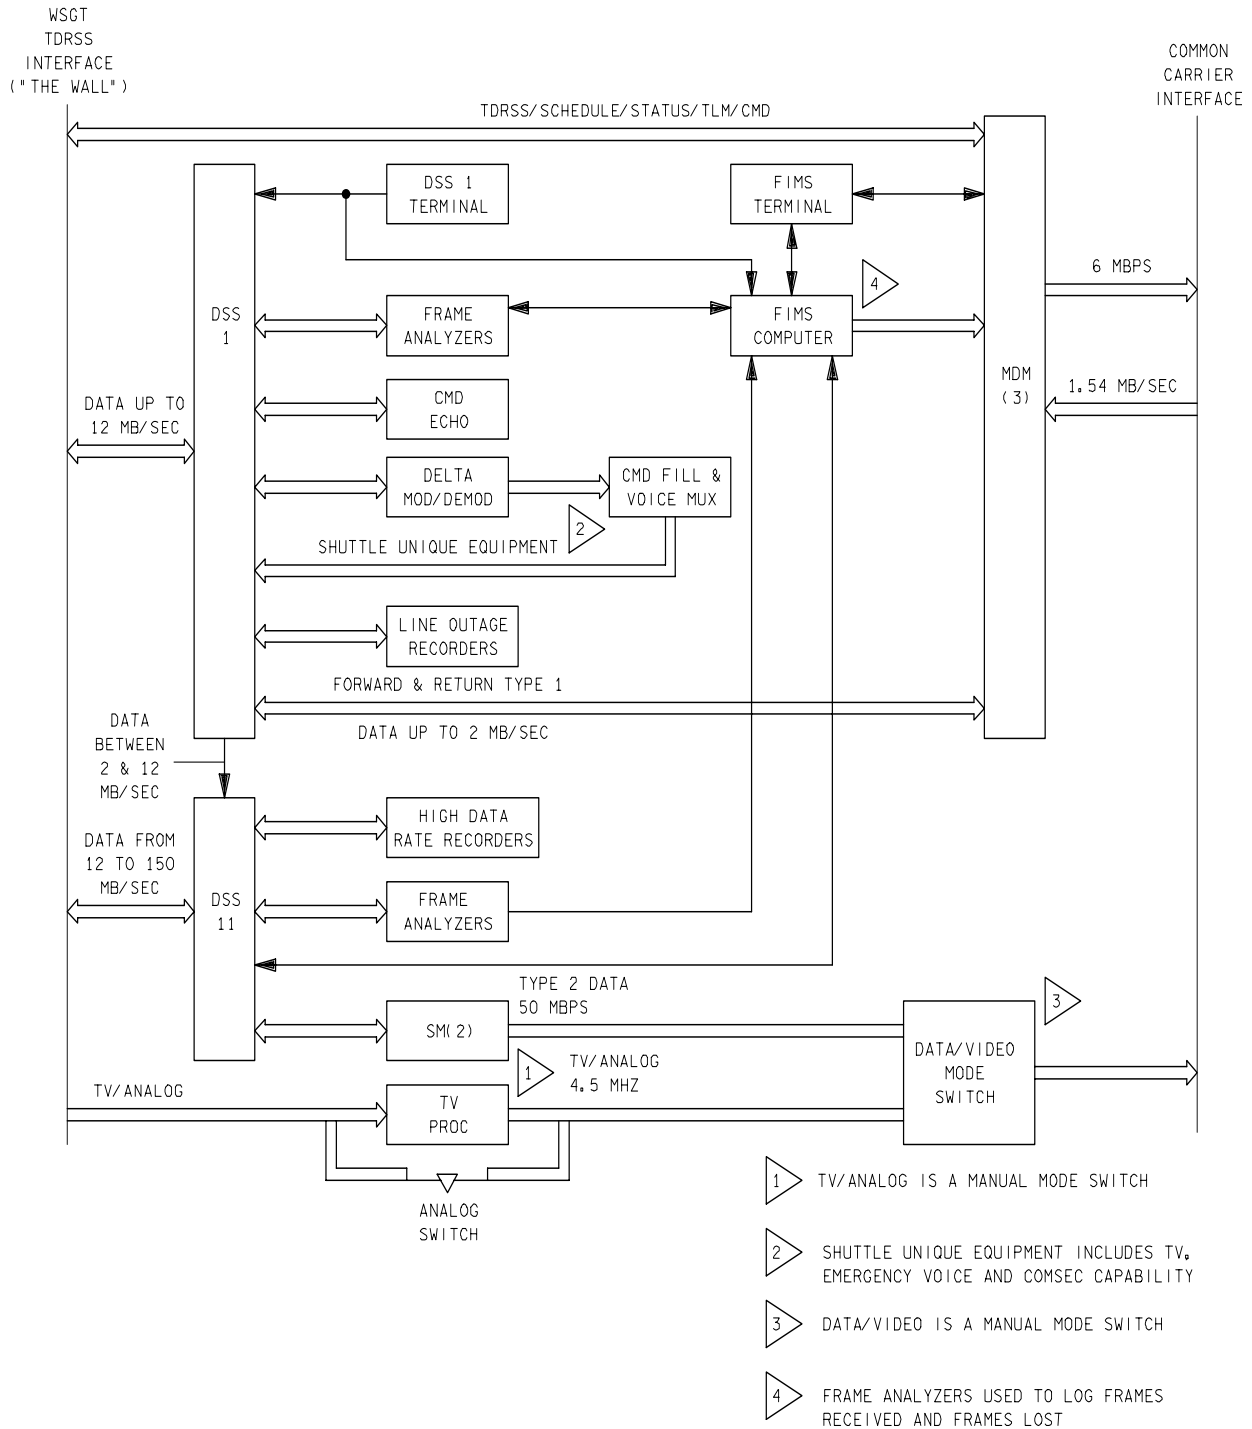 WSGT
TDRSS
INTERFACE
("THE WALL")
COMMON
CARRIER
INTERFACE
TDRSS/SCHEDULE/STATUS/TLM/CMD
DSS 1
TERMINAL
FIMS
TERMINAL
6 MBPS
4
DSS
1
FRAME
ANALYZERS
FIMS
COMPUTER
MDM
(3)
1.54 MB/SEC
CMD
ECHO
DATA UP TO
12 MB/SEC
DELTA
MOD/DEMOD
CMD FILL &
VOICE MUX
2
SHUTTLE UNIQUE EQUIPMENT
LINE OUTAGE
RECORDERS
FORWARD & RETURN TYPE 1
DATA UP TO 2 MB/SEC
DATA
BETWEEN
2 & 12
MB/SEC
HIGH DATA
RATE RECORDERS
DATA FROM
12 TO 150
MB/SEC
DSS
11
FRAME
ANALYZERS
TYPE 2 DATA
50 MBPS
3
SM(2)
DATA/VIDEO
MODE
SWITCH
1
TV/ANALOG
4.5 MHZ
TV/ANALOG
TV
PROC
ANALOG
SWITCH
1 TV/ANALOG IS A MANUAL MODE SWITCH
2 SHUTTLE UNIQUE EQUIPMENT INCLUDES TV,
EMERGENCY VOICE AND COMSEC CAPABILITY
3 DATA/VIDEO IS A MANUAL MODE SWITCH
4 FRAME ANALYZERS USED TO LOG FRAMES
RECEIVED AND FRAMES LOST